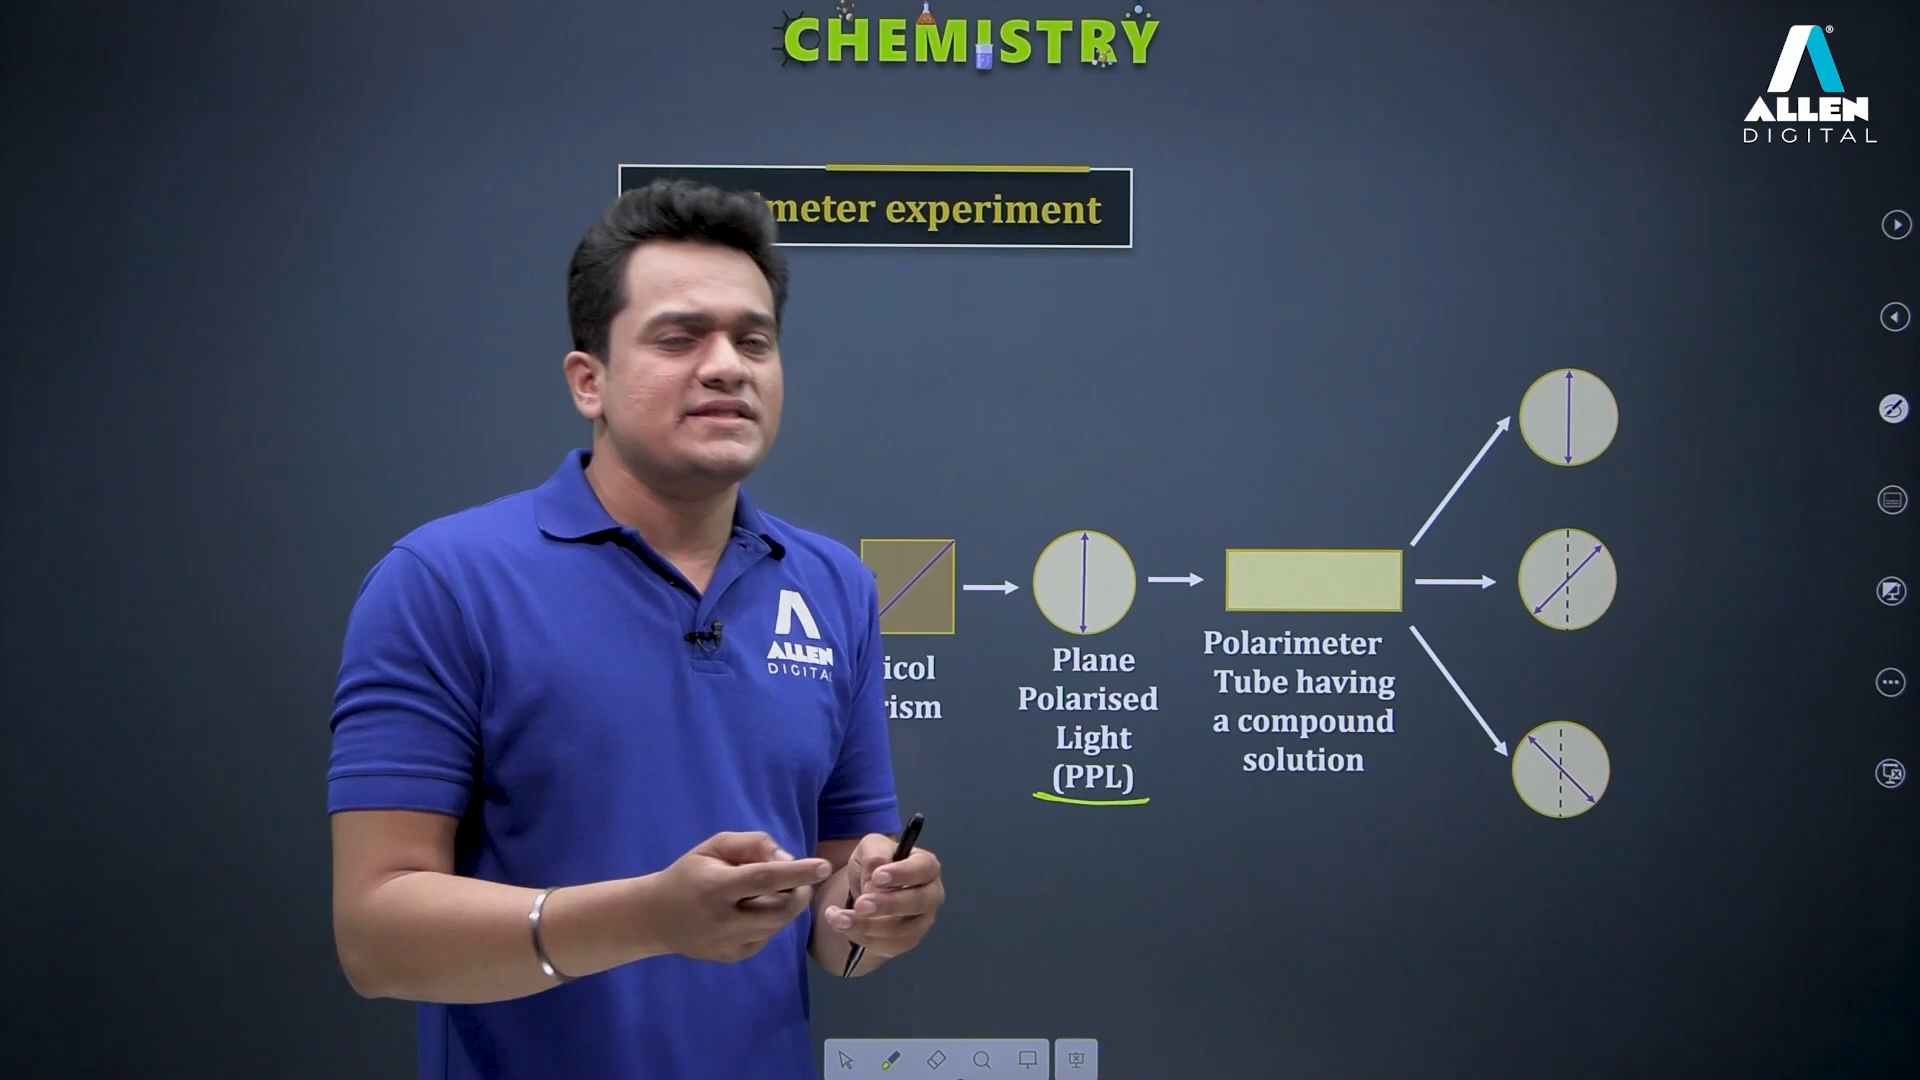 CHEMISTRY
ALLEN
DIGITAL
meter experiment
ALLEN
DIGITAL
icol
rism
Plane
Polarised
Light
(PPL)
Polarimeter
Tube having
a compound
solution